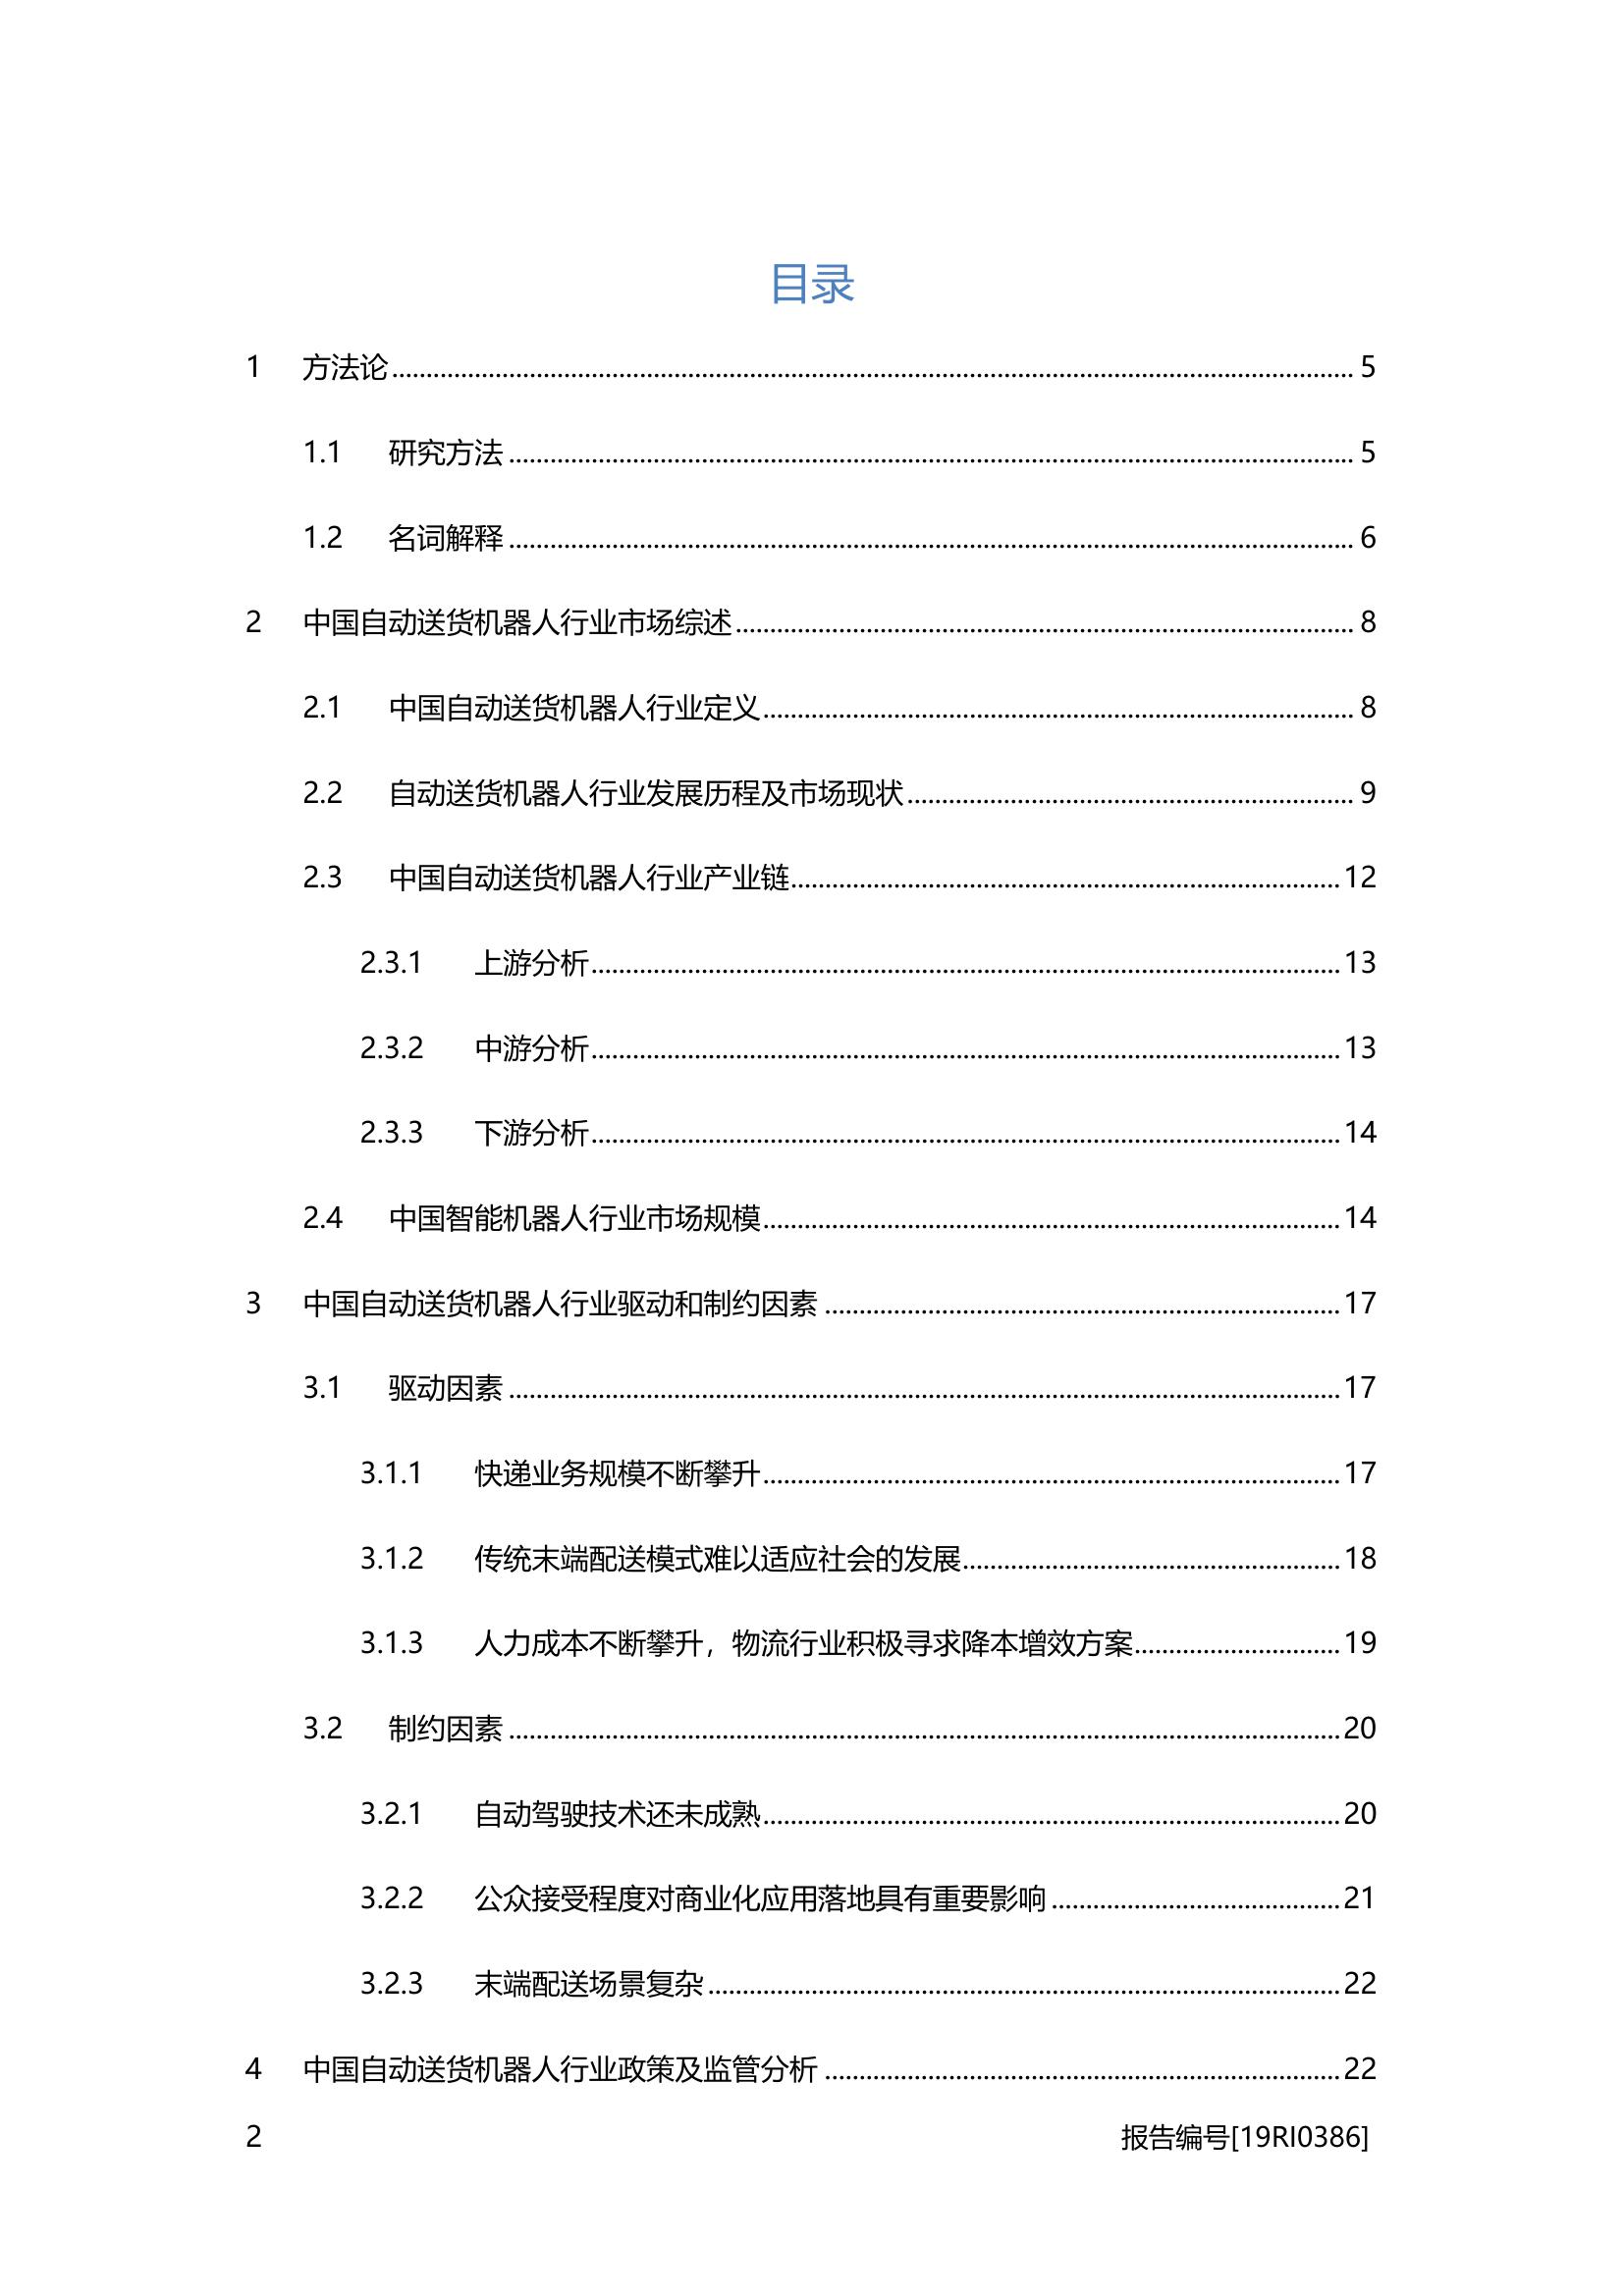 目录
1 方法论 5
1.1 研究方法 5
1.2 名词解释 6
2 中国自动送货机器人行业市场综述 8
2.1 中国自动送货机器人行业定义 8
2.2 自动送货机器人行业发展历程及市场现状 9
2.3 中国自动送货机器人行业产业链 12
2.3.1 上游分析 13
2.3.2 中游分析 13
2.3.3 下游分析 14
2.4 中国智能机器人行业市场规模 14
3 中国自动送货机器人行业驱动和制约因素 17
3.1 驱动因素 17
3.1.1 快递业务规模不断攀升 17
3.1.2 传统末端配送模式难以适应社会的发展 18
3.1.3 人力成本不断攀升，物流行业积极寻求降本增效方案 19
3.2 制约因素 20
3.2.1 自动驾驶技术还未成熟 20
3.2.2 公众接受程度对商业化应用落地具有重要影响 21
3.2.3 末端配送场景复杂 22
4 中国自动送货机器人行业政策及监管分析 22
2 报告编号[19RI0386]